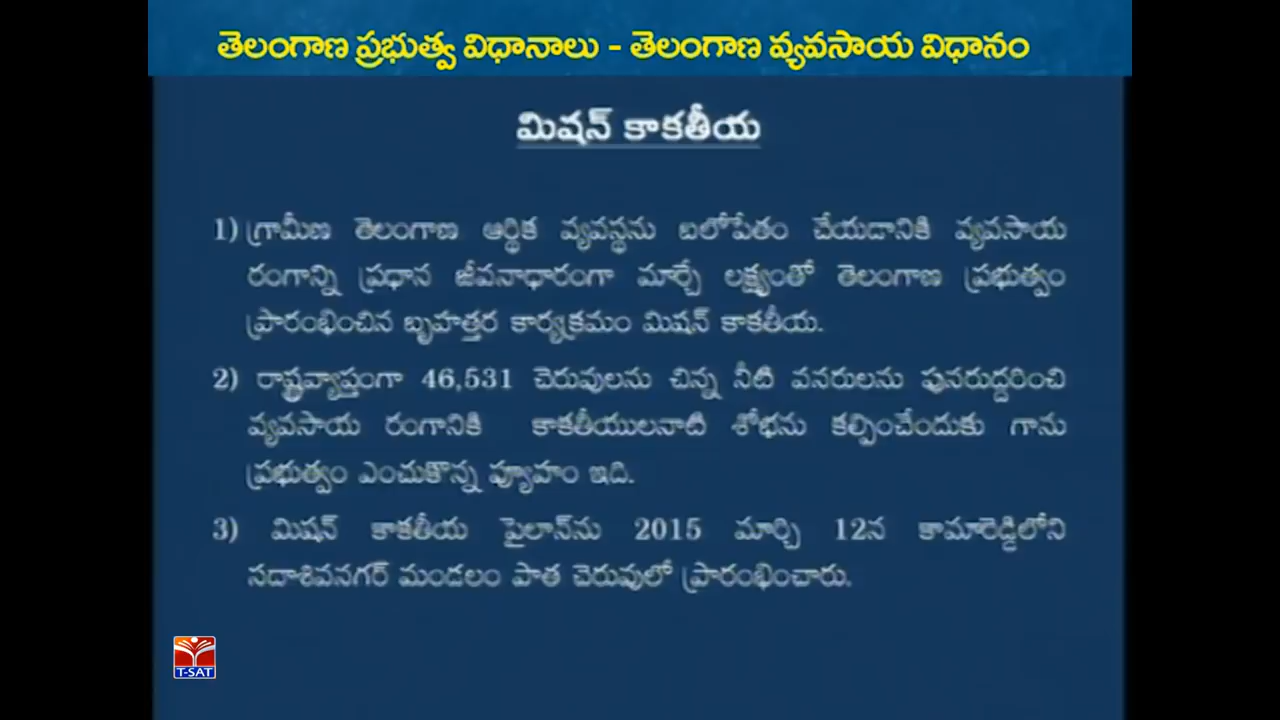 తెలంగాణ ప్రభుత్వ విధానాలు - తెలంగాణ వ్యవసాయ విధానం
మిషన్ కాకతీయ
1) గ్రామీణ తెలంగాణ ఆర్థిక వ్యవస్థను బలోపేతం చేయడానికి వ్యవసాయ
రంగాన్ని ప్రధాన జీవనాధారంగా మార్చే లక్ష్యంతో తెలంగాణ ప్రభుత్వం
ప్రారంభించిన బృహత్తర కార్యక్రమం మిషన్ కాకతీయ.
2) రాష్ట్రవ్యాప్తంగా 46,531 చెరువులను చిన్న నీటి వనరులను పునరుద్దరించి
వ్యవసాయ రంగానికి కాకతీయులనాటి శోభను కల్పించేందుకు గాను
ప్రభుత్వం ఎంచుకొన్న వ్యూహం ఇది.
3) మిషన్ కాకతీయ పైలాన్‌ను 2015 మార్చి 12న కామారెడ్డిలోని
సదాశివనగర్ మండలం పాత చెరువులో ప్రారంభించారు.
T-SAT